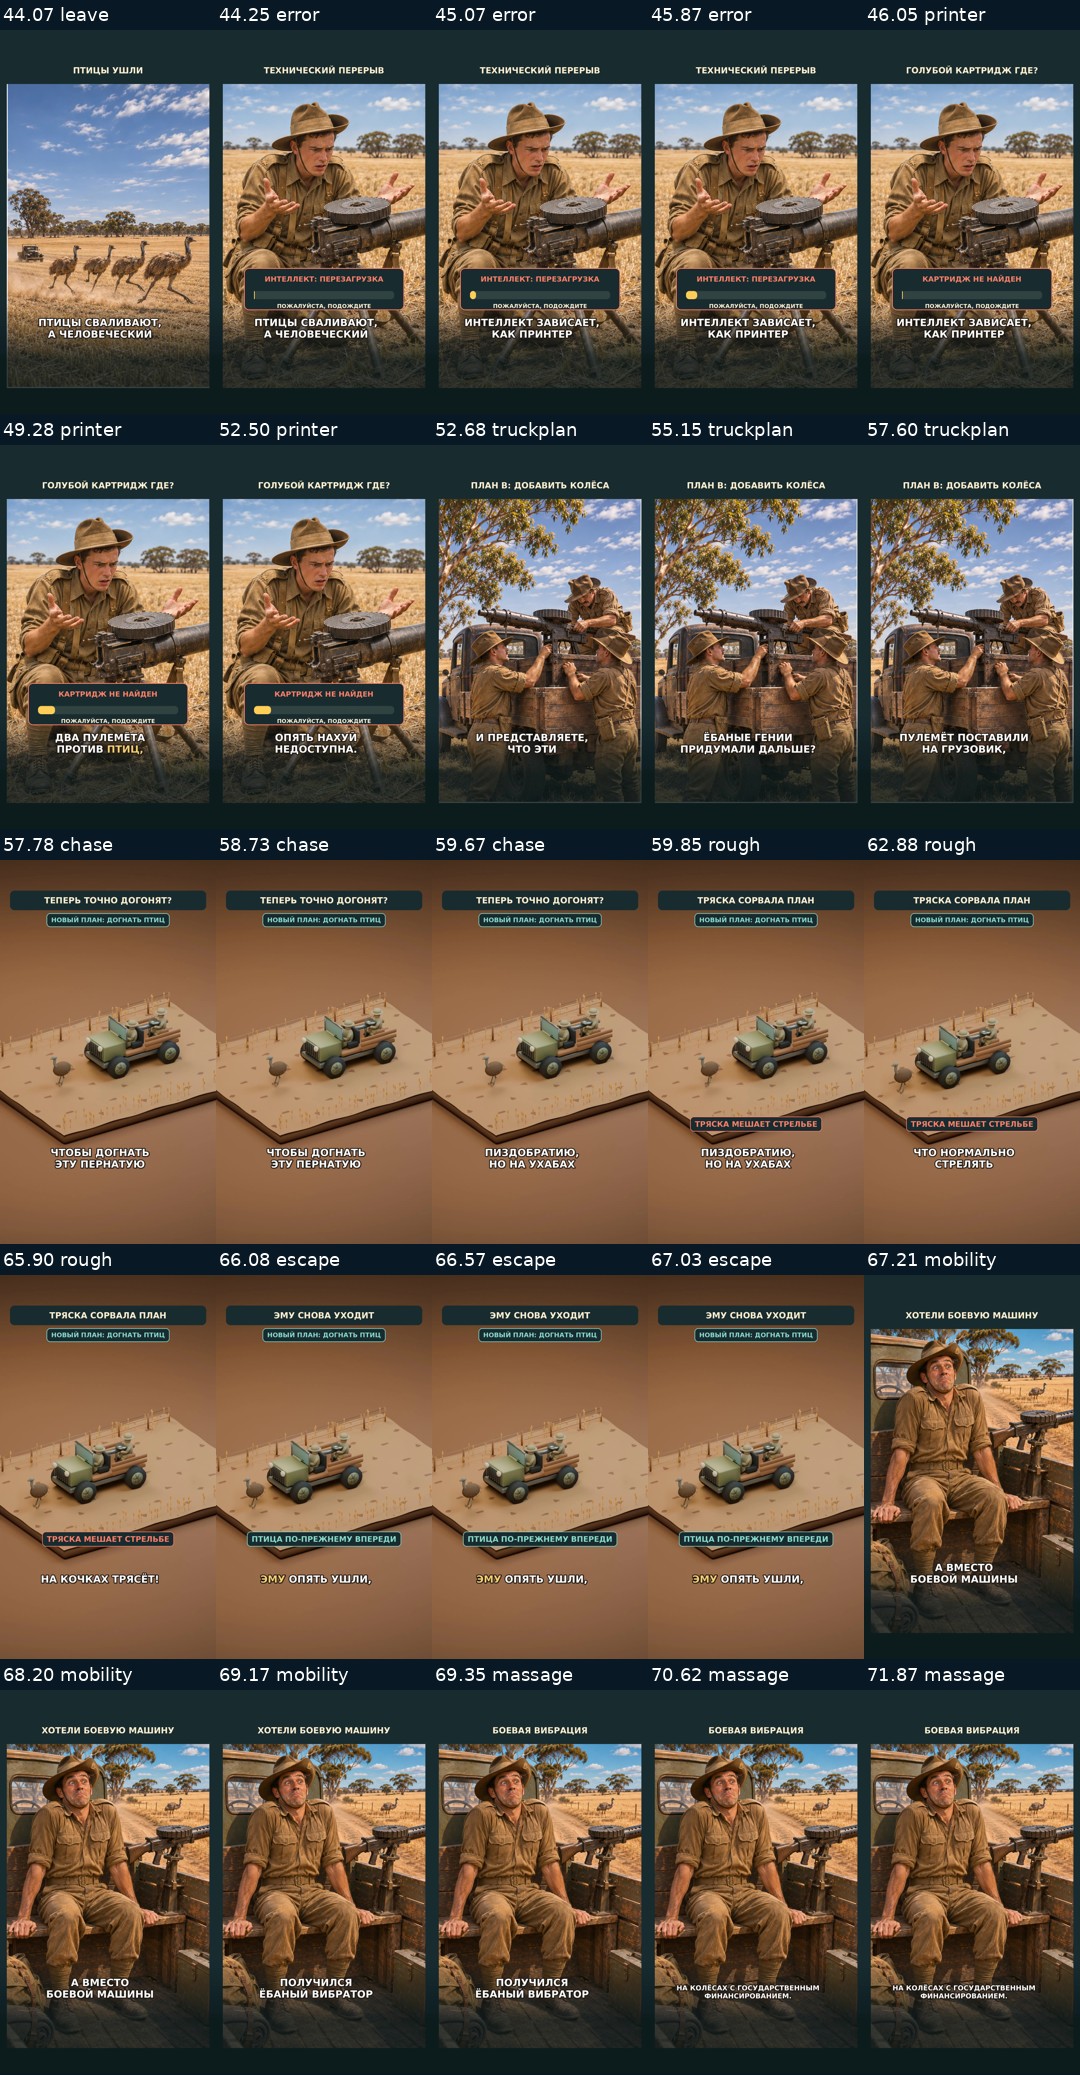 44.07 leave
44.25 error
45.07 error
45.87 error
46.05 printer
ПТИЦЫ УШЛИ
ПТИЦЫ СВАЛИВАЮТ,
А ЧЕЛОВЕЧЕСКИЙ
ТЕХНИЧЕСКИЙ ПЕРЕРЫВ
ИНТЕЛЛЕКТ: ПЕРЕЗАГРУЗКА
ПОЖАЛУЙСТА, ПОДОЖДИТЕ
ПТИЦЫ СВАЛИВАЮТ,
А ЧЕЛОВЕЧЕСКИЙ
ТЕХНИЧЕСКИЙ ПЕРЕРЫВ
ИНТЕЛЛЕКТ: ПЕРЕЗАГРУЗКА
ПОЖАЛУЙСТА, ПОДОЖДИТЕ
ИНТЕЛЛЕКТ ЗАВИСАЕТ,
КАК ПРИНТЕР
ТЕХНИЧЕСКИЙ ПЕРЕРЫВ
ИНТЕЛЛЕКТ: ПЕРЕЗАГРУЗКА
ПОЖАЛУЙСТА, ПОДОЖДИТЕ
ИНТЕЛЛЕКТ ЗАВИСАЕТ,
КАК ПРИНТЕР
ГОЛУБОЙ КАРТРИДЖ ГДЕ?
КАРТРИДЖ НЕ НАЙДЕН
ПОЖАЛУЙСТА, ПОДОЖДИТЕ
ИНТЕЛЛЕКТ ЗАВИСАЕТ,
КАК ПРИНТЕР
49.28 printer
52.50 printer
52.68 truckplan
55.15 truckplan
57.60 truckplan
ГОЛУБОЙ КАРТРИДЖ ГДЕ?
КАРТРИДЖ НЕ НАЙДЕН
ПОЖАЛУЙСТА, ПОДОЖДИТЕ
ДВА ПУЛЕМЁТА
ПРОТИВ ПТИЦ,
ГОЛУБОЙ КАРТРИДЖ ГДЕ?
КАРТРИДЖ НЕ НАЙДЕН
ПОЖАЛУЙСТА, ПОДОЖДИТЕ
ОПЯТЬ НАХУЙ
НЕДОСТУПНА.
ПЛАН B: ДОБАВИТЬ КОЛЁСА
И ПРЕДСТАВЛЯЕТЕ,
ЧТО ЭТИ
ПЛАН B: ДОБАВИТЬ КОЛЁСА
ЁБАНЫЕ ГЕНИИ
ПРИДУМАЛИ ДАЛЬШЕ?
ПЛАН B: ДОБАВИТЬ КОЛЁСА
ПУЛЕМЁТ ПОСТАВИЛИ
НА ГРУЗОВИК,
57.78 chase
58.73 chase
59.67 chase
59.85 rough
62.88 rough
ТЕПЕРЬ ТОЧНО ДОГОНЯТ?
НОВЫЙ ПЛАН: ДОГНАТЬ ПТИЦ
ЧТОБЫ ДОГНАТЬ
ЭТУ ПЕРНАТУЮ
ТЕПЕРЬ ТОЧНО ДОГОНЯТ?
НОВЫЙ ПЛАН: ДОГНАТЬ ПТИЦ
ЧТОБЫ ДОГНАТЬ
ЭТУ ПЕРНАТУЮ
ТЕПЕРЬ ТОЧНО ДОГОНЯТ?
НОВЫЙ ПЛАН: ДОГНАТЬ ПТИЦ
ПИЗДОБРАТИЮ,
НО НА УХАБАХ
ТРЯСКА СОРВАЛА ПЛАН
НОВЫЙ ПЛАН: ДОГНАТЬ ПТИЦ
ТРЯСКА МЕШАЕТ СТРЕЛЬБЕ
ПИЗДОБРАТИЮ,
НО НА УХАБАХ
ТРЯСКА СОРВАЛА ПЛАН
НОВЫЙ ПЛАН: ДОГНАТЬ ПТИЦ
ТРЯСКА МЕШАЕТ СТРЕЛЬБЕ
ЧТО НОРМАЛЬНО
СТРЕЛЯТЬ
65.90 rough
66.08 escape
66.57 escape
67.03 escape
67.21 mobility
ТРЯСКА СОРВАЛА ПЛАН
НОВЫЙ ПЛАН: ДОГНАТЬ ПТИЦ
ТРЯСКА МЕШАЕТ СТРЕЛЬБЕ
НА КОЧКАХ ТРЯСЁТ!
ЭМУ СНОВА УХОДИТ
НОВЫЙ ПЛАН: ДОГНАТЬ ПТИЦ
ПТИЦА ПО-ПРЕЖНЕМУ ВПЕРЕДИ
ЭМУ ОПЯТЬ УШЛИ,
ЭМУ СНОВА УХОДИТ
НОВЫЙ ПЛАН: ДОГНАТЬ ПТИЦ
ПТИЦА ПО-ПРЕЖНЕМУ ВПЕРЕДИ
ЭМУ ОПЯТЬ УШЛИ,
ЭМУ СНОВА УХОДИТ
НОВЫЙ ПЛАН: ДОГНАТЬ ПТИЦ
ПТИЦА ПО-ПРЕЖНЕМУ ВПЕРЕДИ
ЭМУ ОПЯТЬ УШЛИ,
ХОТЕЛИ БОЕВУЮ МАШИНУ
А ВМЕСТО
БОЕВОЙ МАШИНЫ
68.20 mobility
69.17 mobility
69.35 massage
70.62 massage
71.87 massage
ХОТЕЛИ БОЕВУЮ МАШИНУ
А ВМЕСТО
БОЕВОЙ МАШИНЫ
ХОТЕЛИ БОЕВУЮ МАШИНУ
ПОЛУЧИЛСЯ
ЁБАНЫЙ ВИБРАТОР
БОЕВАЯ ВИБРАЦИЯ
ПОЛУЧИЛСЯ
ЁБАНЫЙ ВИБРАТОР
БОЕВАЯ ВИБРАЦИЯ
НА КОЛЁСАХ С ГОСУДАРСТВЕННЫМ
ФИНАНСИРОВАНИЕМ.
БОЕВАЯ ВИБРАЦИЯ
НА КОЛЁСАХ С ГОСУДАРСТВЕННЫМ
ФИНАНСИРОВАНИЕМ.